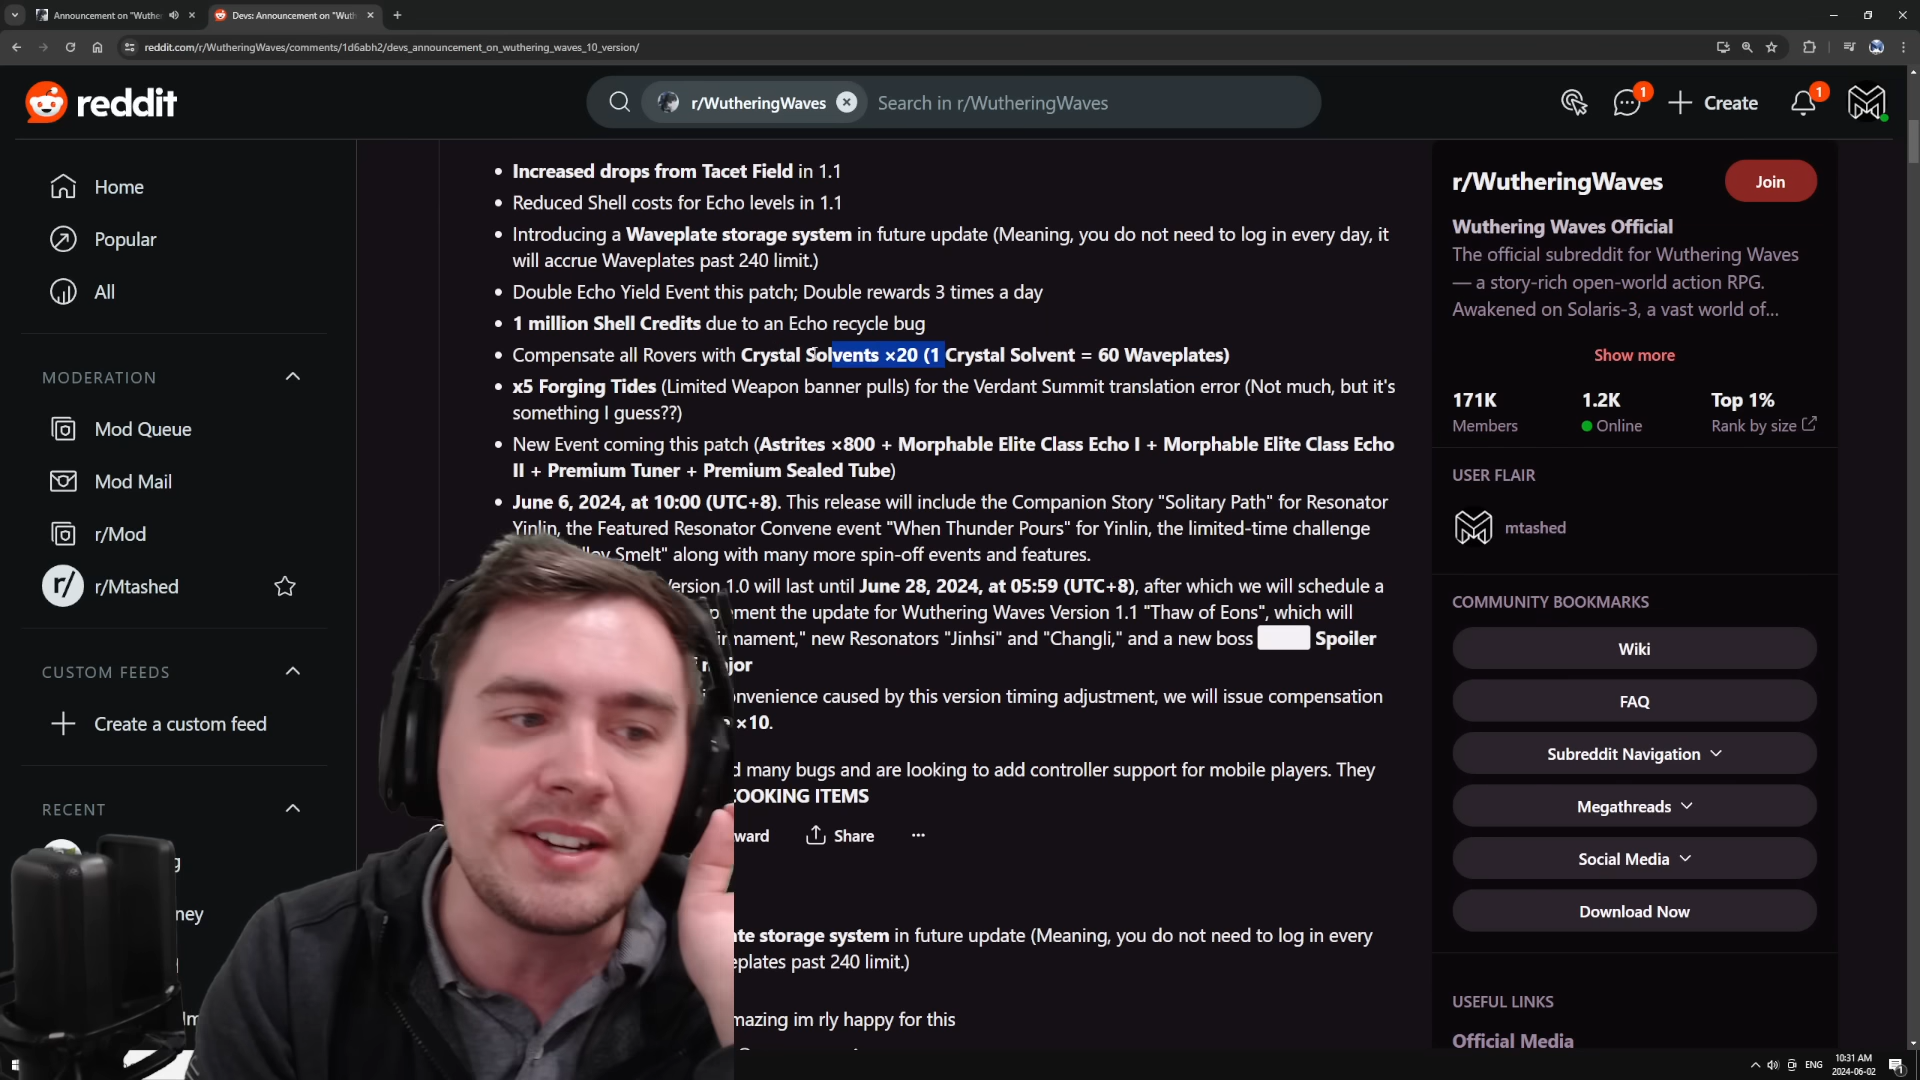 Announcement on "Wuthe
Devs: Announcement on "Wuth
reddit.com/r/WutheringWaves/comments/1d6abh2/devs_announcement_on_wuthering_waves_10_version/
reddit
r/WutheringWaves
Search in r/WutheringWaves
1
Create
1
Home
Popular
All
MODERATION
Mod Queue
Mod Mail
r/Mod
r/ r/Mtashed
CUSTOM FEEDS
Create a custom feed
RECENT
ney
• Increased drops from Tacet Field in 1.1
• Reduced Shell costs for Echo levels in 1.1
• Introducing a Waveplate storage system in future update (Meaning, you do not need to log in every day, it
will accrue Waveplates past 240 limit.)
• Double Echo Yield Event this patch; Double rewards 3 times a day
• 1 million Shell Credits due to an Echo recycle bug
• Compensate all Rovers with Crystal Solvents ×20 (1 Crystal Solvent = 60 Waveplates)
• x5 Forging Tides (Limited Weapon banner pulls) for the Verdant Summit translation error (Not much, but it's
something I guess??)
• New Event coming this patch (Astrites ×800 + Morphable Elite Class Echo I + Morphable Elite Class Echo
II + Premium Tuner + Premium Sealed Tube)
• June 6, 2024, at 10:00 (UTC+8). This release will include the Companion Story "Solitary Path" for Resonator
Yinlin, the Featured Resonator Convene event "When Thunder Pours" for Yinlin, the limited-time challenge
Smelt" along with many more spin-off events and features.
ersion 1.0 will last until June 28, 2024, at 05:59 (UTC+8), after which we will schedule a
ement the update for Wuthering Waves Version 1.1 "Thaw of Eons", which will
mament," new Resonators "Jinhsi" and "Changli," and a new boss Spoiler
major
onvenience caused by this version timing adjustment, we will issue compensation
×10.
d many bugs and are looking to add controller support for mobile players. They
COOKING ITEMS
ward
Share
te storage system in future update (Meaning, you do not need to log in every
eplates past 240 limit.)
mazing im rly happy for this
r/WutheringWaves
Join
Wuthering Waves Official
The official subreddit for Wuthering Waves
— a story-rich open-world action RPG.
Awakened on Solaris-3, a vast world of...
Show more
171K 1.2K Top 1%
Members Online Rank by size
USER FLAIR
mtashed
COMMUNITY BOOKMARKS
Wiki
FAQ
Subreddit Navigation
Megathreads
Social Media
Download Now
USEFUL LINKS
Official Media
ENG
10:31 AM
2024-06-02